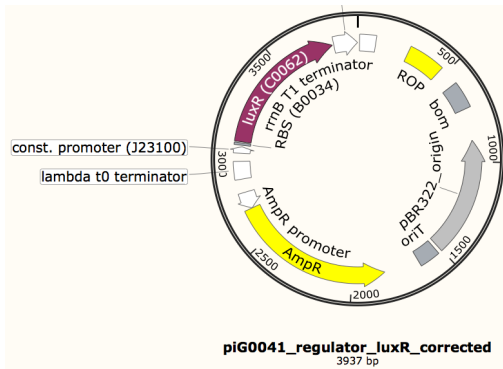 3500
500
luxR (C0062)
rrnB T1 terminator
RBS (B0034)
ROP
bom
const. promoter (J23100)
3000
lambda t0 terminator
1000
pBR322_origin
oriT
AmpR promoter
AmpR
2500
1500
2000
piG0041_regulator_luxR_corrected
3937 bp